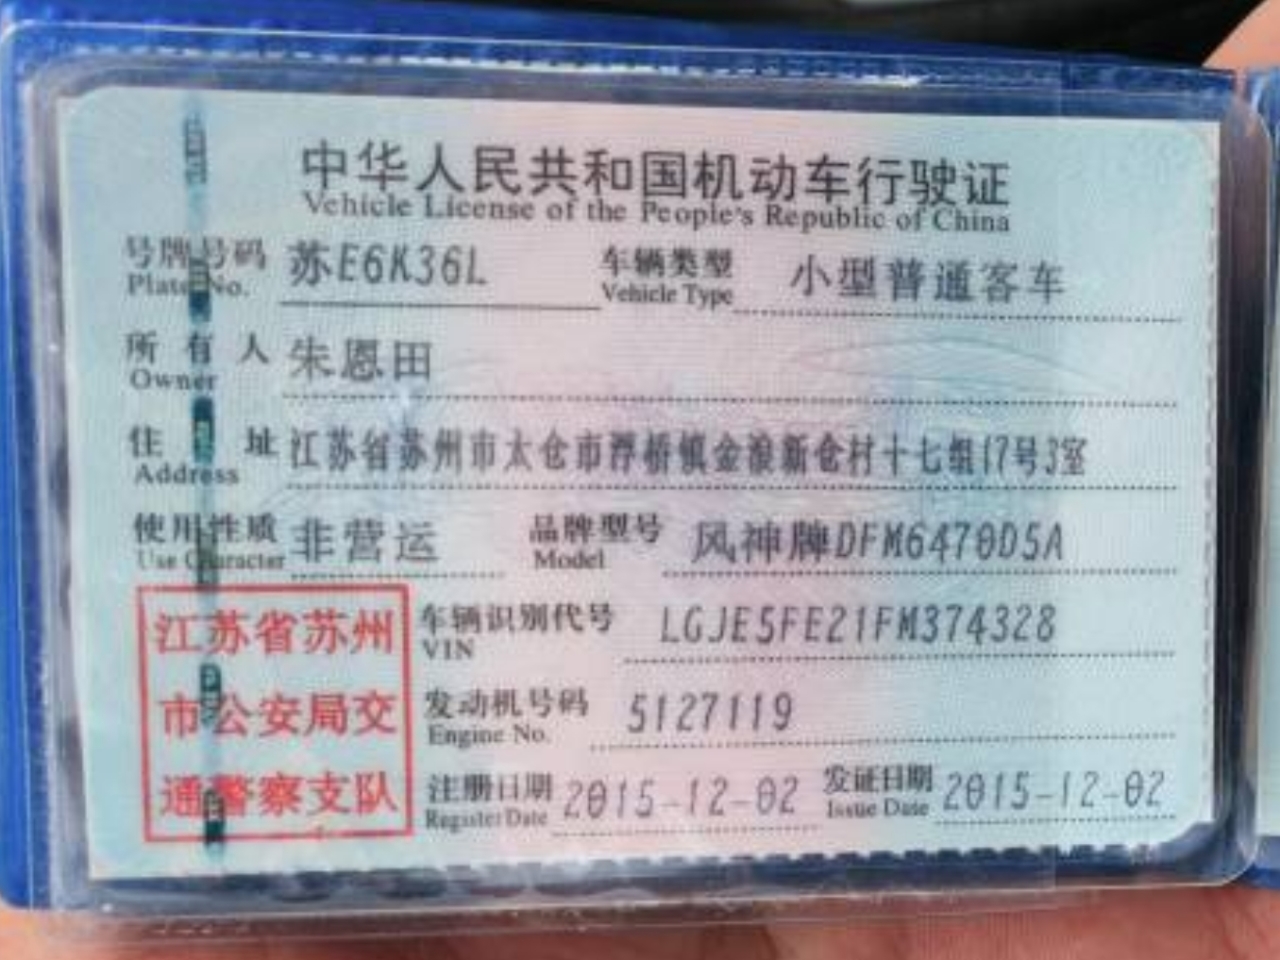 中华人民共和国机动车行驶证
Vehicle License of the People's Republic of China
号牌号码 苏E6K36L 车辆类型 小型普通客车
Plate No. Vehicle Type
所有人 朱恩田
Owner
住址 江苏省苏州市太仓市浮桥镇金浪新仓村十七组17号3室
Address
使用性质 非营运 品牌型号 风神牌DFM6470D5A
Use Character Model
江苏省苏州 车辆识别代号 LGJE5FE21FM374328
VIN
市公安局交 发动机号码 5127119
Engine No.
通警察支队 注册日期 2015-12-02 发证日期 2015-12-02
Register Date Issue Date